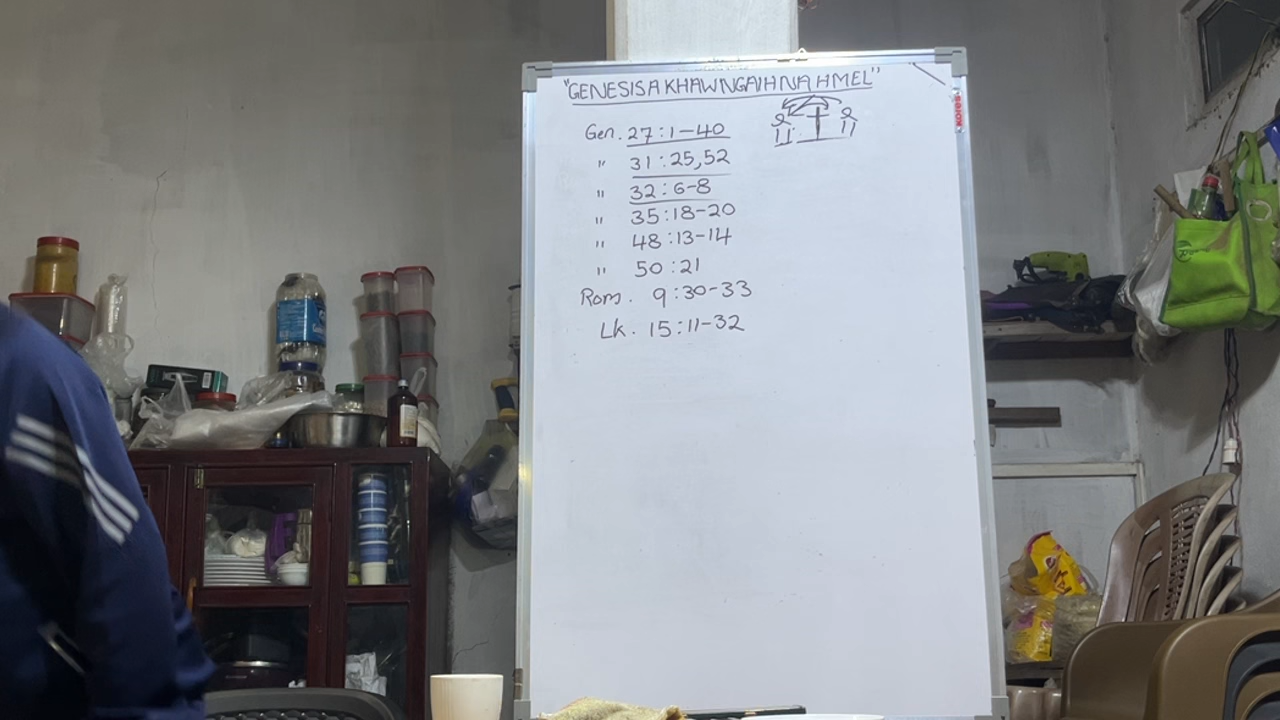 "GENESIS A KHAWNGAIHNA HMEL"
Gen. 27:1-40
" 31:25,52
" 32:6-8
" 35:18-20
" 48:13-14
" 50:21
Rom. 9:30-33
Lk. 15:11-32
Kores